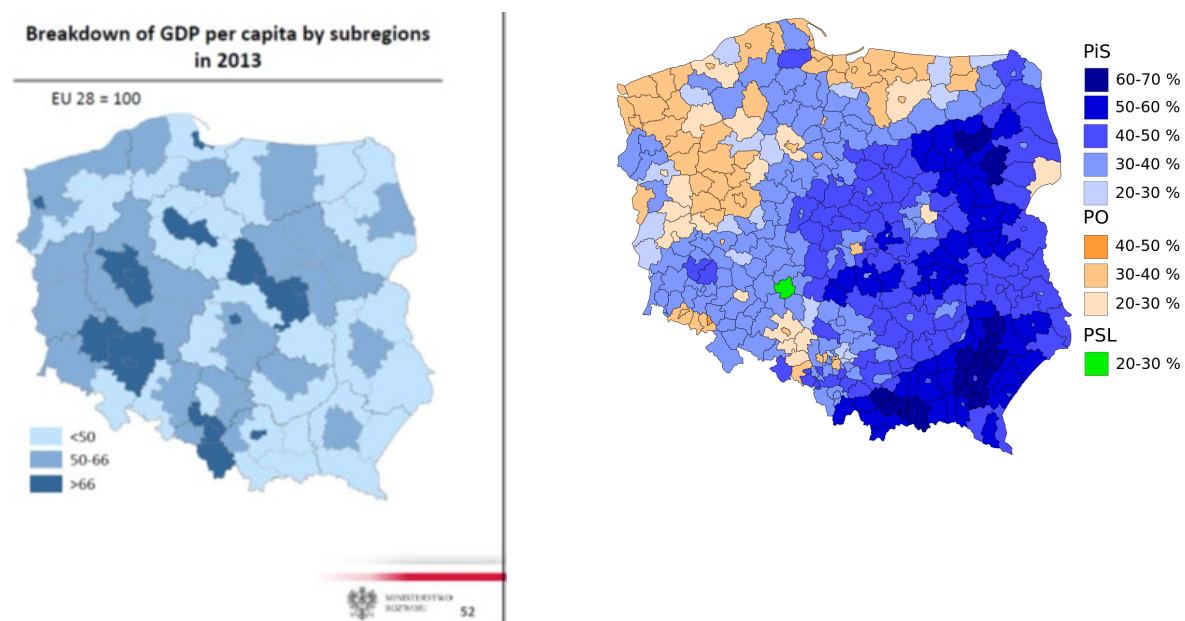 Breakdown of GDP per capita by subregions
in 2013
EU 28 = 100
<50
50-66
>66
MINISTERSTWO
ROZWOJU
52
PiS
60-70 %
50-60 %
40-50 %
30-40 %
20-30 %
PO
40-50 %
30-40 %
20-30 %
PSL
20-30 %